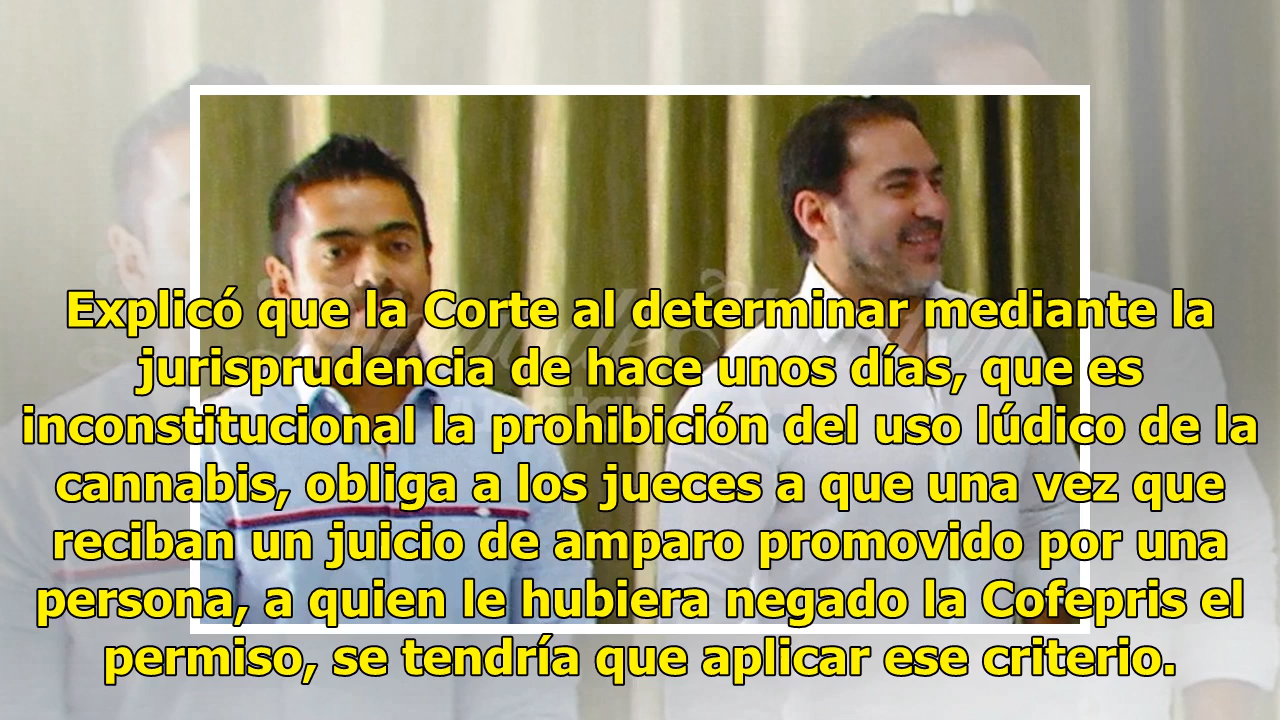 Explicó que la Corte al determinar mediante la
jurisprudencia de hace unos días, que es
inconstitucional la prohibición del uso lúdico de la
cannabis, obliga a los jueces a que una vez que
reciban un juicio de amparo promovido por una
persona, a quien le hubiera negado la Cofepris el
permiso, se tendría que aplicar ese criterio.